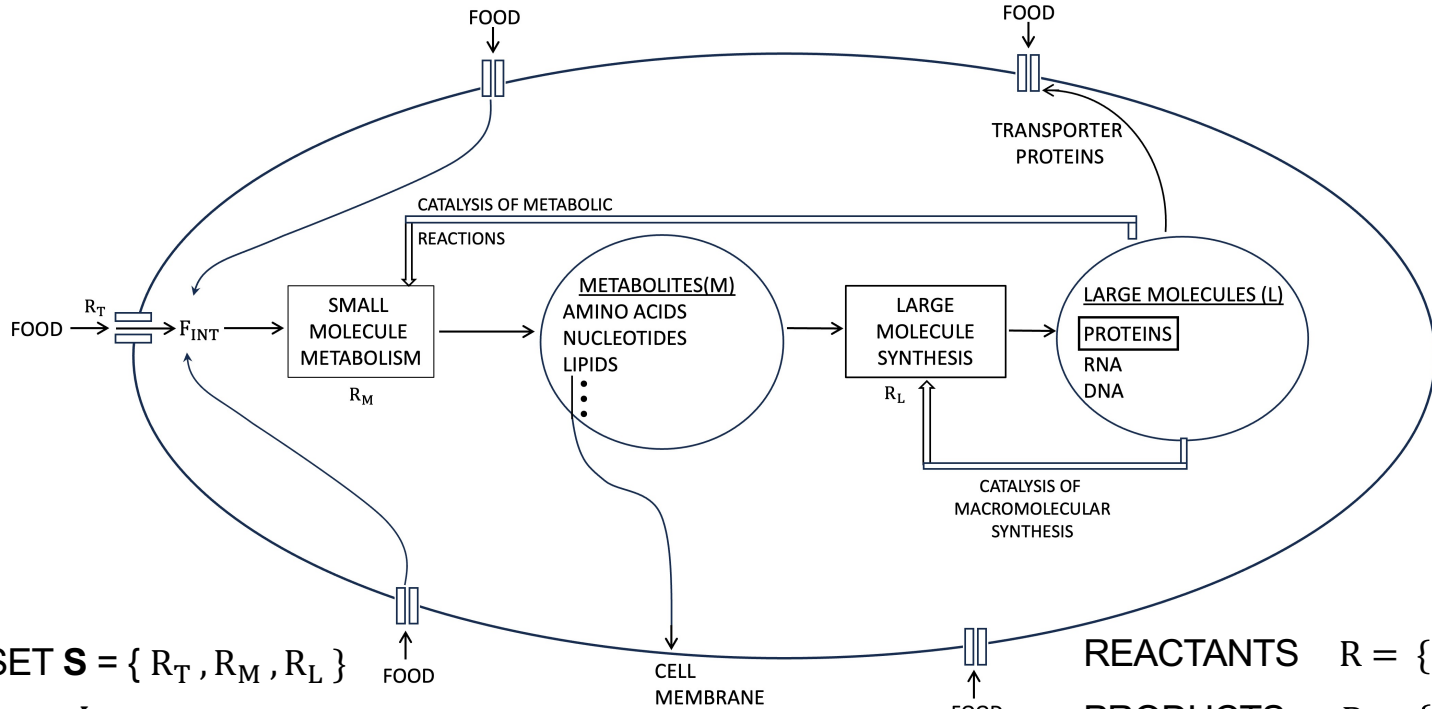 FOOD
FOOD
TRANSPORTER
PROTEINS
CATALYSIS OF METABOLIC
REACTIONS
FOOD
R_T
F_INT
SMALL
MOLECULE
METABOLISM
R_M
METABOLITES(M)
AMINO ACIDS
NUCLEOTIDES
LIPIDS
LARGE
MOLECULE
SYNTHESIS
R_L
LARGE MOLECULES (L)
PROTEINS
RNA
DNA
CATALYSIS OF
MACROMOLECULAR
SYNTHESIS
SET S = { R_T , R_M , R_L }
FOOD
CELL
MEMBRANE
REACTANTS R = {